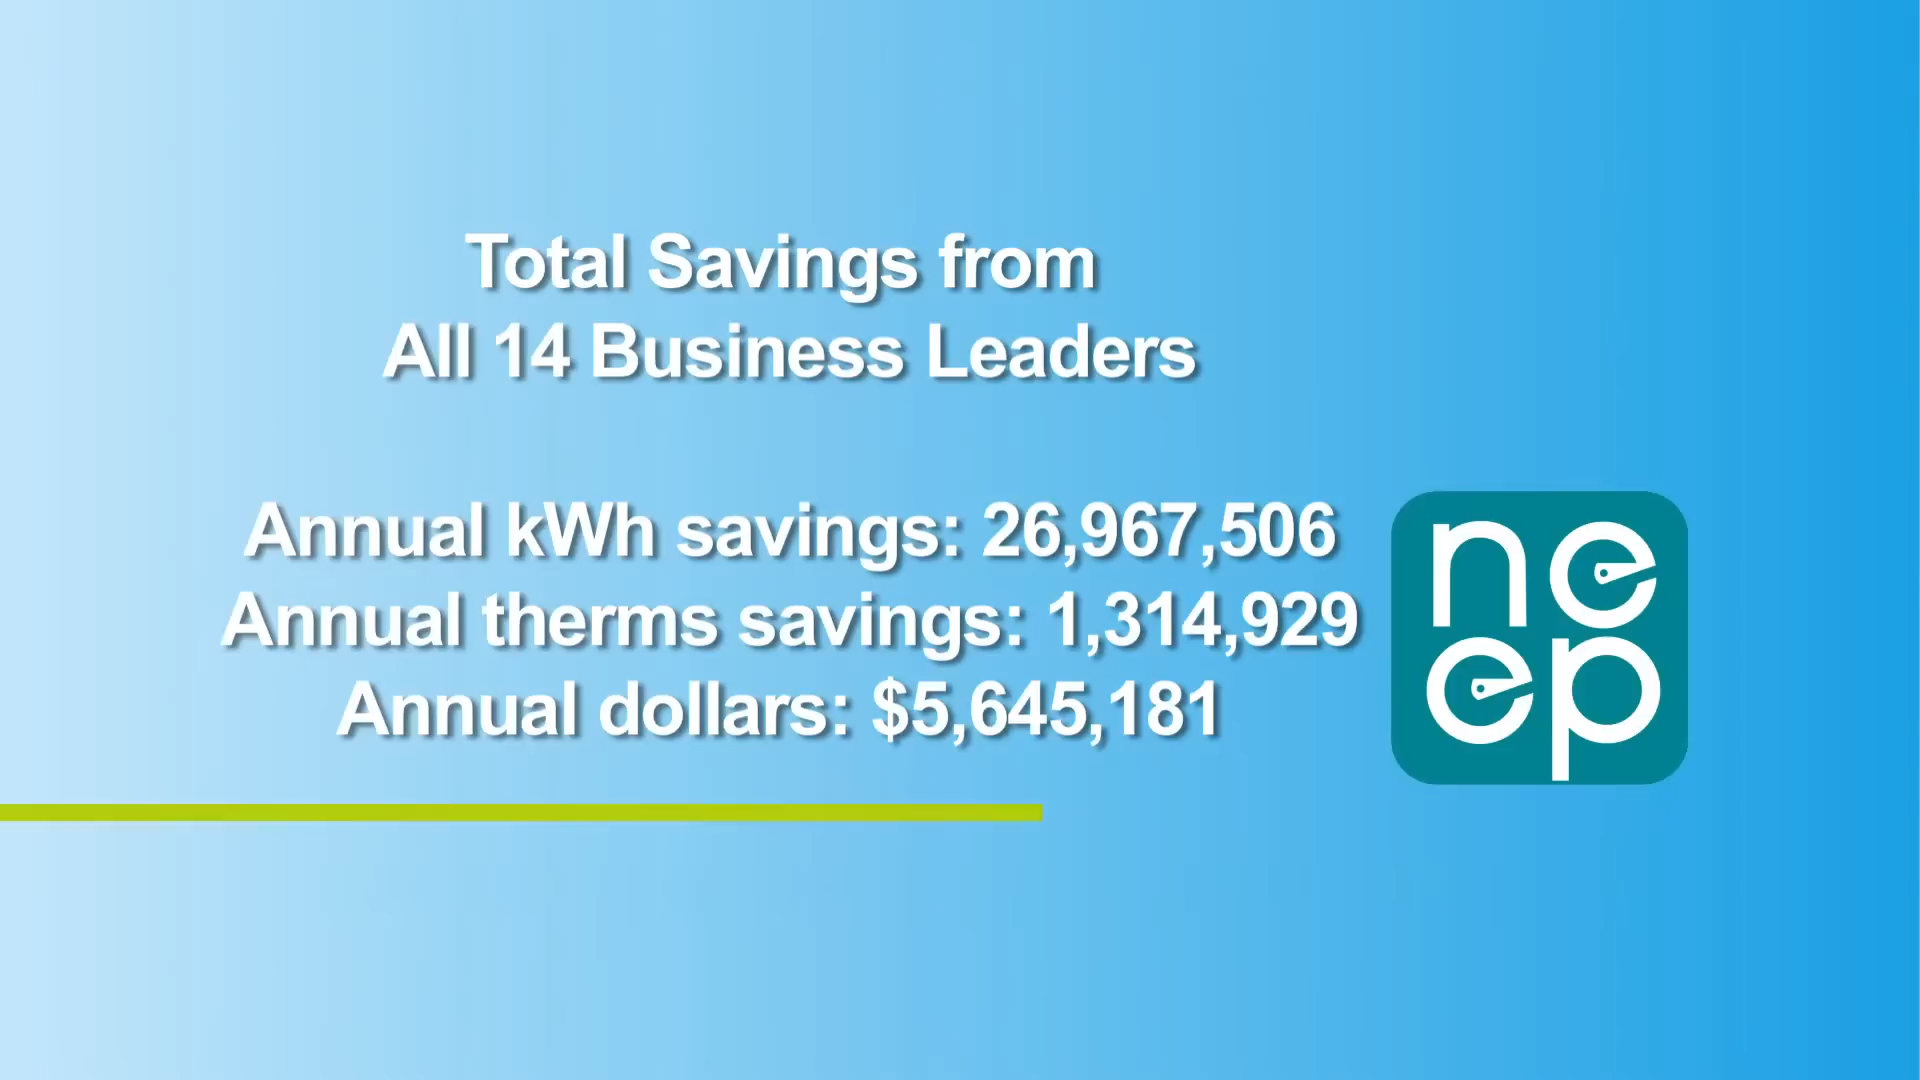 Total Savings from
All 14 Business Leaders
Annual kWh savings: 26,967,506
Annual therms savings: 1,314,929
Annual dollars: $5,645,181
ne
ep